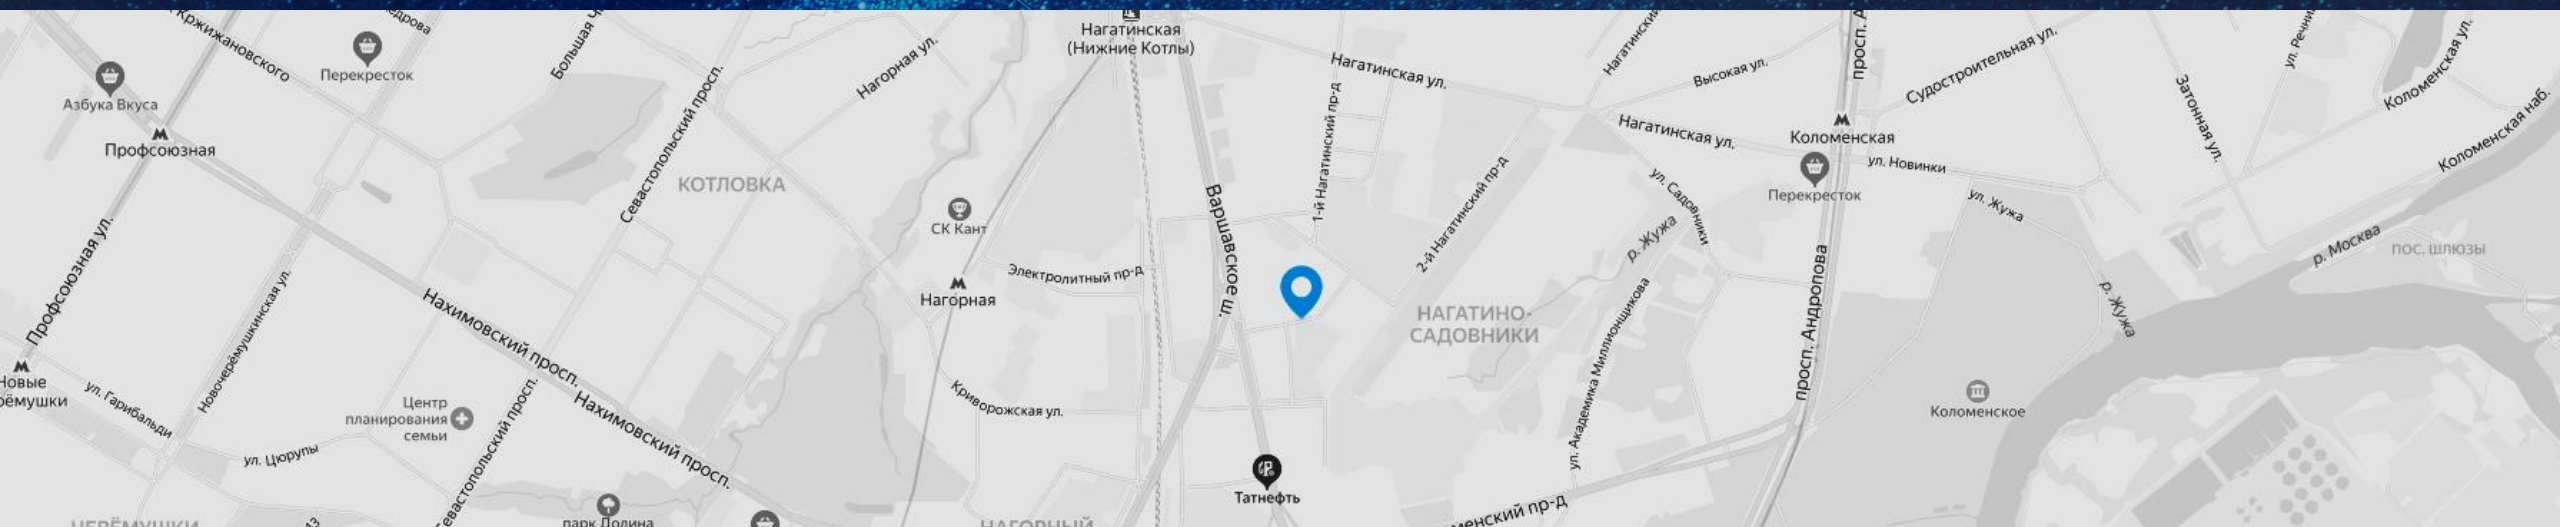 Кржижановского
Большая
просп.
Нагатинская
(Нижние Котлы)
Нагатинская ул.
Нагорная ул.
Высокая ул.
Судостроительная ул.
Коломенская ул.
Коломенская наб.
Затонная ул.
Перекресток
Азбука Вкуса
Профсоюзная
Севастопольский просп.
КОТЛОВКА
1-й Нагатинский пр-д
2-й Нагатинский пр-д
Нагатинская ул.
Коломенская
Перекресток
ул. Новинки
ул. Жужа
ул. Садовники
р. Жужа
СК Кант
Варшавское ш.
Электролитный пр-д
Нагорная
р. Москва
пос. шлюзы
р. Жужа
Профсоюзная ул.
Новочерёмушкинская ул.
Нахимовский просп.
НАГАТИНО-
САДОВНИКИ
ул. Академика Миллионщикова
просп. Андропова
Новые
ул. Гарибальди
Центр
планирования
семьи
Нахимовский просп.
Криворожская ул.
Коломенское
ул. Цюрупы
Татнефть